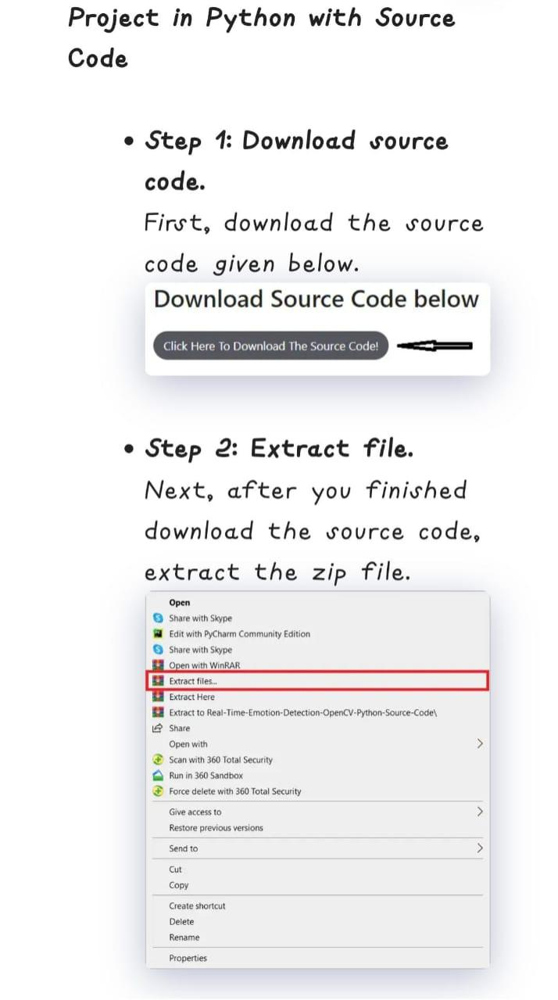 Project in Python with Source
Code
• Step 1: Download source
code.
First, download the source
code given below.
Download Source Code below
Click Here To Download The Source Code!
• Step 2: Extract file.
Next, after you finished
download the source code,
extract the zip file.
Open
Share with Skype
Edit with PyCharm Community Edition
Share with Skype
Open with WinRAR
Extract files...
Extract Here
Extract to Real-Time-Emotion-Detection-OpenCV-Python-Source-Code\
Share
Open with
Scan with 360 Total Security
Run in 360 Sandbox
Force delete with 360 Total Security
Give access to
Restore previous versions
Send to
Cut
Copy
Create shortcut
Delete
Rename
Properties